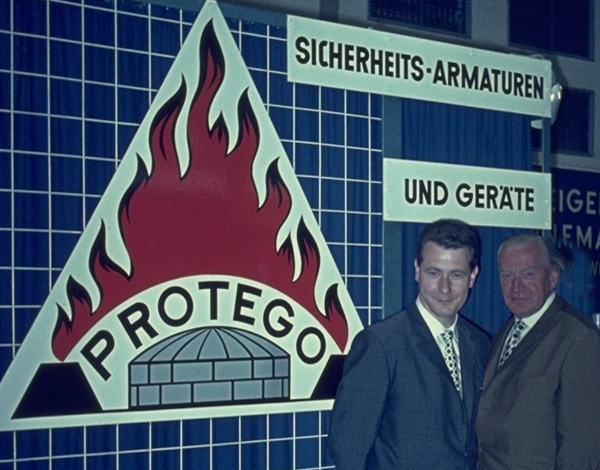 SICHERHEITS-ARMATUREN
UND GERÄTE
PROTEGO